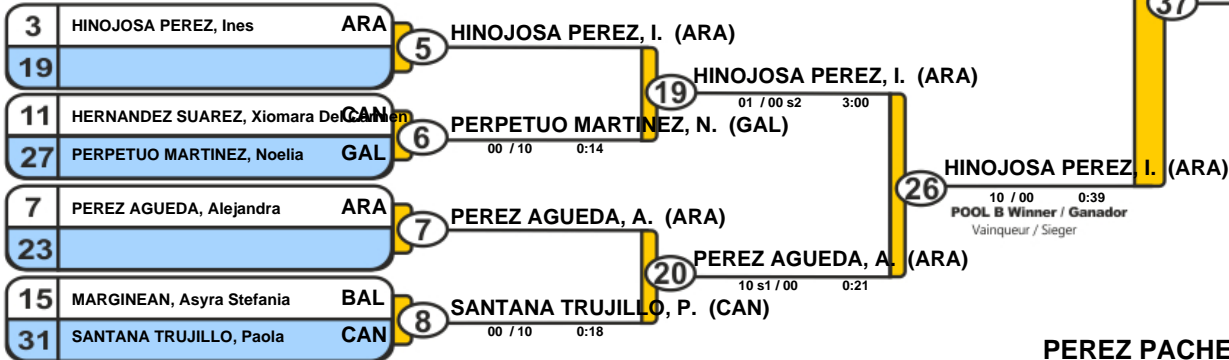 37
3 HINOJOSA PEREZ, Ines ARA
19
5
HINOJOSA PEREZ, I. (ARA)
11 HERNANDEZ SUAREZ, Xiomara Del Carmen CAN
27 PERPETUO MARTINEZ, Noelia GAL
6
PERPETUO MARTINEZ, N. (GAL)
00 / 10 0:14
19
HINOJOSA PEREZ, I. (ARA)
01 / 00 s2 3:00
7 PEREZ AGUEDA, Alejandra ARA
23
7
PEREZ AGUEDA, A. (ARA)
15 MARGINEAN, Asyra Stefania BAL
31 SANTANA TRUJILLO, Paola CAN
8
SANTANA TRUJILLO, P. (CAN)
00 / 10 0:18
20
PEREZ AGUEDA, A. (ARA)
10 s1 / 00 0:21
26
HINOJOSA PEREZ, I. (ARA)
10 / 00 0:39
POOL B Winner / Ganador
Vainqueur / Sieger
PEREZ PACHE